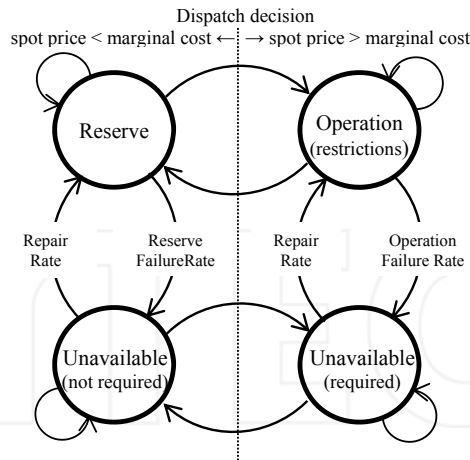 Dispatch decision
spot price < marginal cost ← → spot price > marginal cost
Reserve
Operation
(restrictions)
Repair
Rate
Reserve
FailureRate
Repair
Rate
Operation
Failure Rate
Unavailable
(not required)
Unavailable
(required)